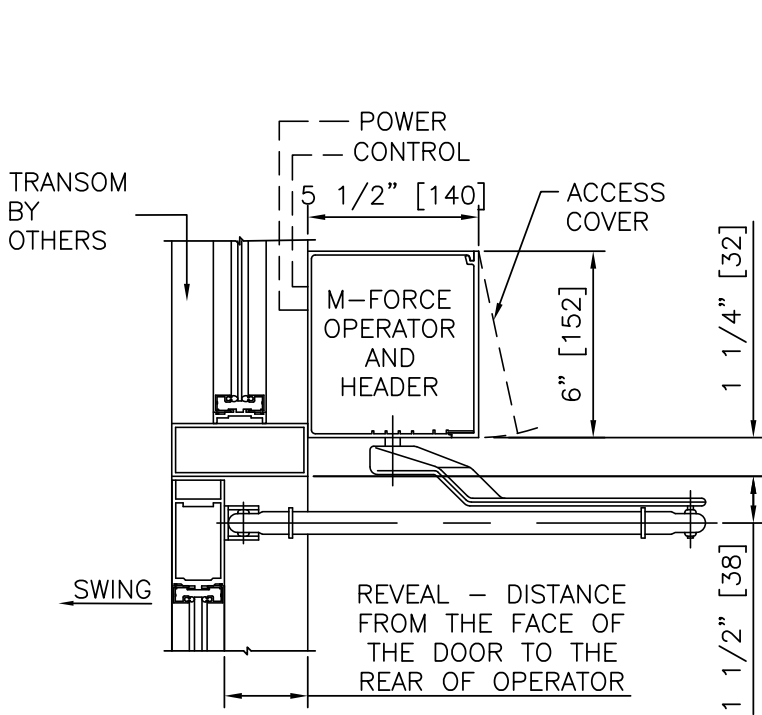 POWER
CONTROL
TRANSOM
BY
OTHERS
5 1/2” [140]
ACCESS
COVER
M–FORCE
OPERATOR
AND
HEADER
6” [152]
1 1/4” [32]
SWING
REVEAL – DISTANCE
FROM THE FACE OF
THE DOOR TO THE
REAR OF OPERATOR
1 1/2” [38]